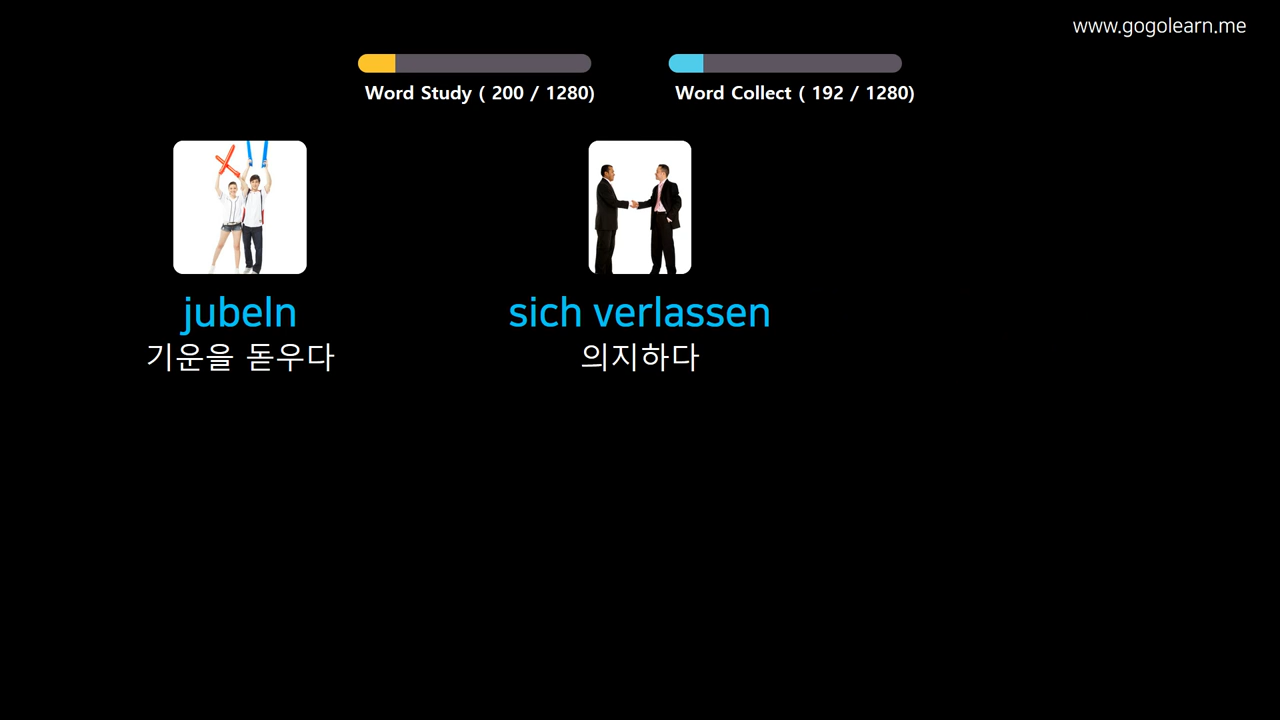 www.gogolearn.me
Word Study ( 200 / 1280)
Word Collect ( 192 / 1280)
jubeln
기운을 돋우다
sich verlassen
의지하다